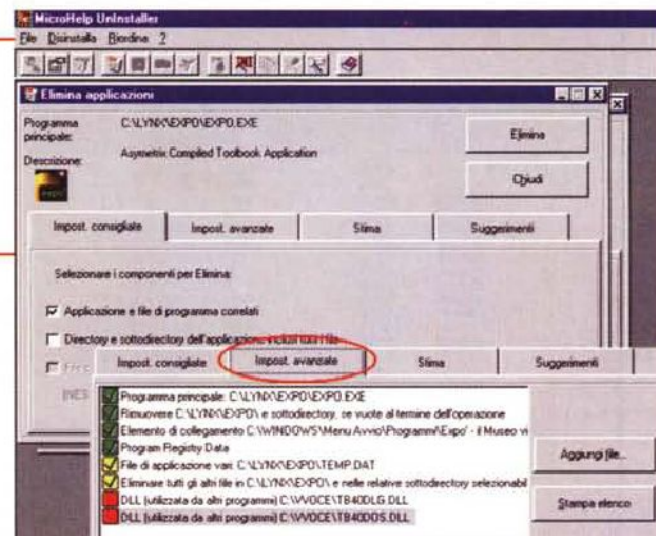 MicroHelp UnInstaller
File Disinstalla Riordina ?
Elimina applicazioni
Programma principale: C:\LYNX\EXPO\EXPO.EXE
Descrizione: Asymetrix Compiled Toolbook Application
Elimina
Chiudi
Impost. consigliate Impost. avanzate Stima Suggerimenti
Selezionare i componenti per Elimina:
Applicazione e file di programma correlati
Directory e sottodirectory dell'applicazione, inclusi tutti i file
Impost. consigliate Impost. avanzate Stima Suggerimenti
Programma principale: C:\LYNX\EXPO\EXPO.EXE
Rimuovere C:\LYNX\EXPO\ e sottodirectory, se vuote al termine dell'operazione
Elemento di collegamento C:\WINDOWS\Menu Avvio\Programmi\Expo' - il Museo vi
Program Registry Data
File di applicazione vari: C:\LYNX\EXPO\TEMP.DAT
Eliminare tutti gli altri file in C:\LYNX\EXPO\ e nelle relative sottodirectory selezionabil
DLL (utilizzata da altri programmi) C:\VVOCE\TB40DLG.DLL
DLL (utilizzata da altri programmi) C:\VVOCE\TB40DOS.DLL
Aggiungi file...
Stampa elenco